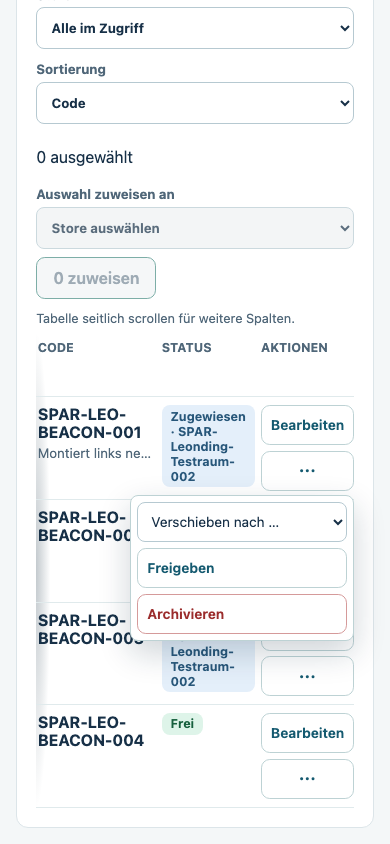 Alle im Zugriff
Sortierung
Code
0 ausgewählt
Auswahl zuweisen an
Store auswählen
0 zuweisen
Tabelle seitlich scrollen für weitere Spalten.
CODE STATUS AKTIONEN
SPAR-LEO-
BEACON-001
Montiert links ne...
Zugewiesen
· SPAR-
Leonding-
Testraum-
002
Bearbeiten
...
SPAR-LEO-
BEACON-00
Verschieben nach ...
Freigeben
Archivieren
SPAR-LEO-
BEACON-003
Leonding-
Testraum-
002
...
SPAR-LEO-
BEACON-004
Frei
Bearbeiten
...